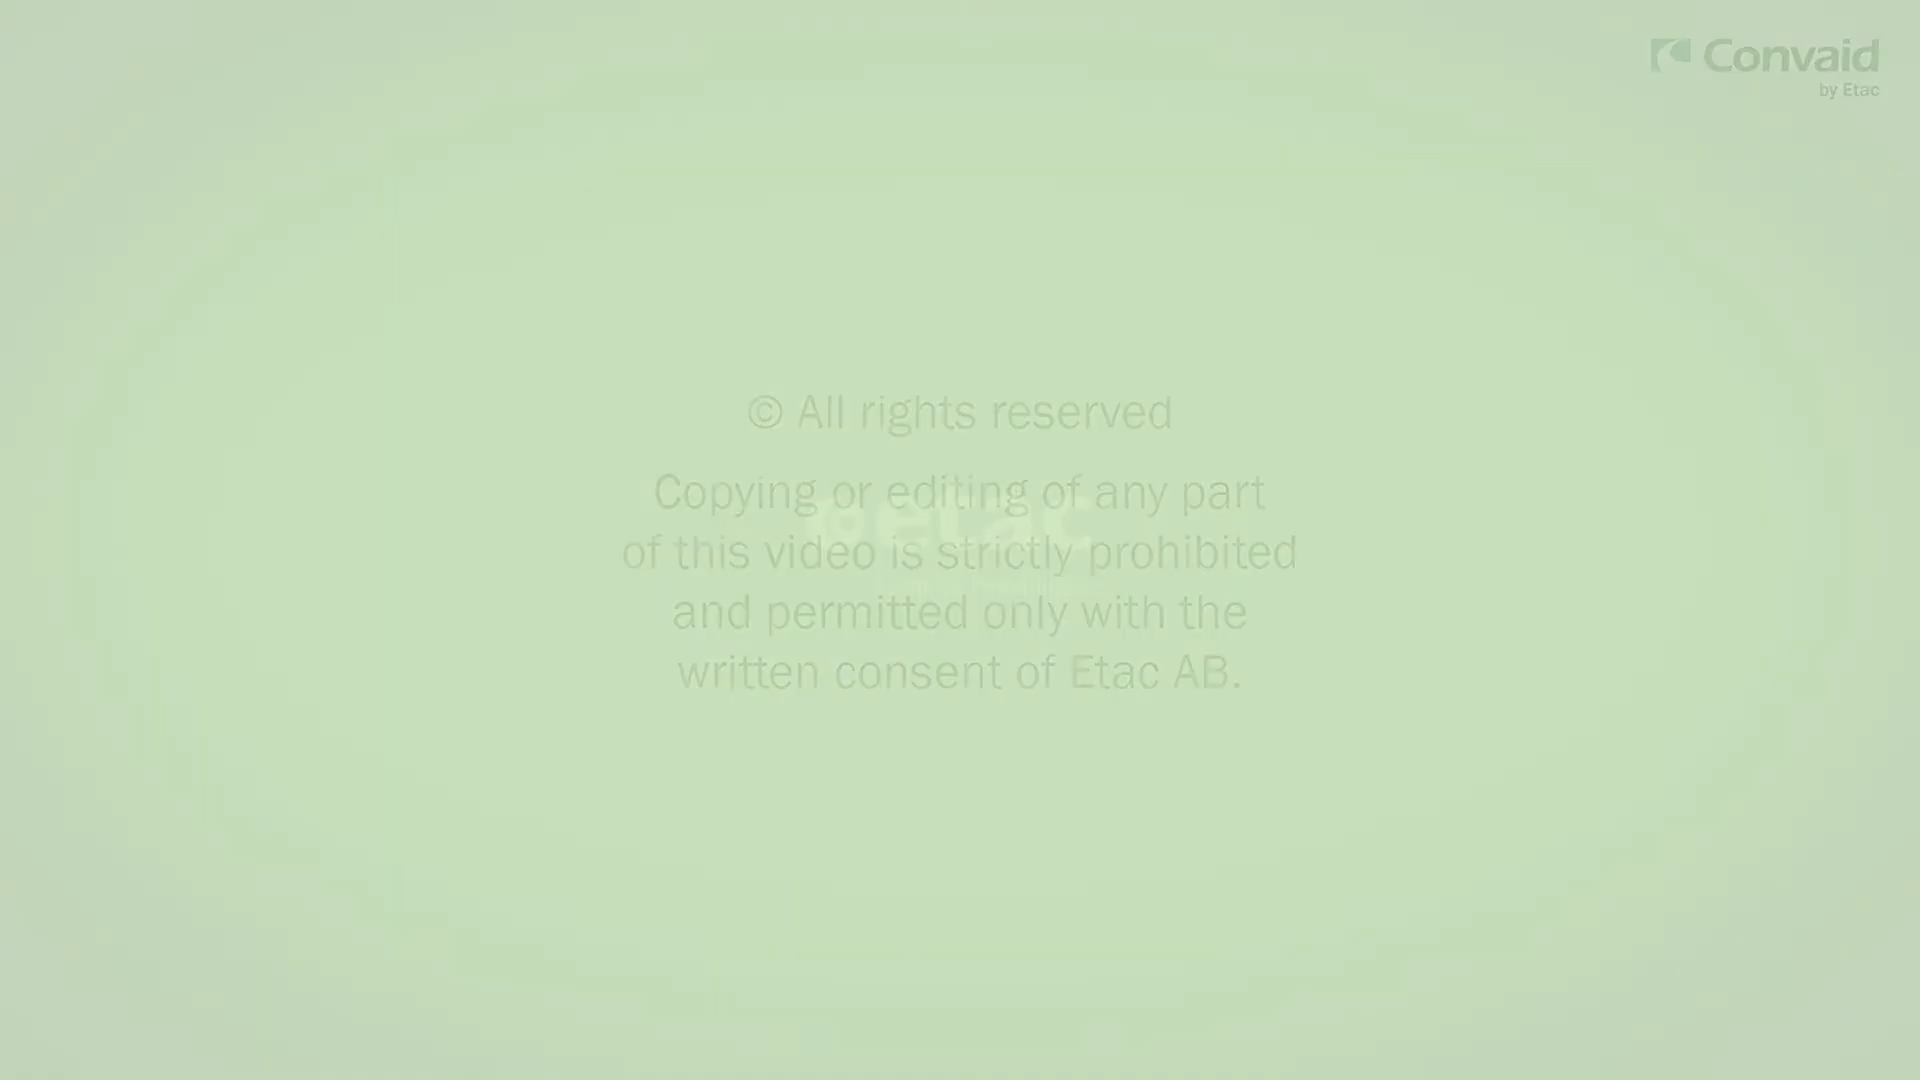 Convaid
by Etac
© All rights reserved
Copying or editing of any part
of this video is strictly prohibited
and permitted only with the
written consent of Etac AB.
etac